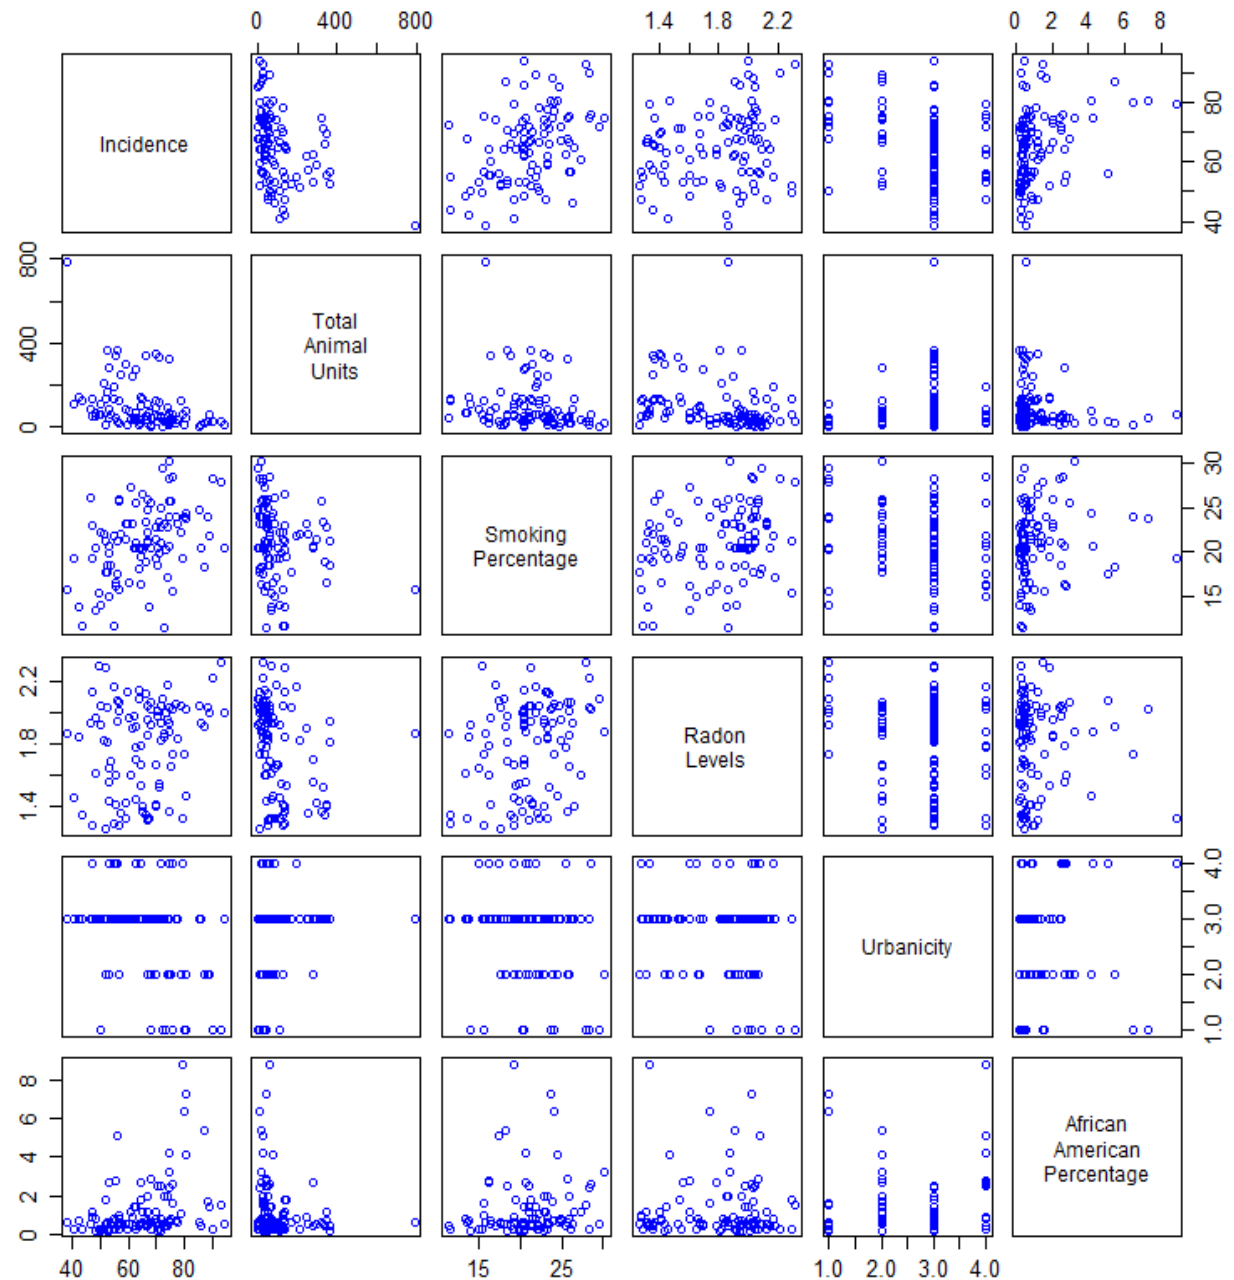 0 400 800 1.4 1.8 2.2 0 2 4 6 8
Incidence
40 60 80
0 400 800
Total
Animal
Units
Smoking
Percentage
15 20 25 30
1.4 1.8 2.2
Radon
Levels
Urbanicity
1.0 2.0 3.0 4.0
0 2 4 6 8
African
American
Percentage
40 60 80 15 25 1.0 2.0 3.0 4.0